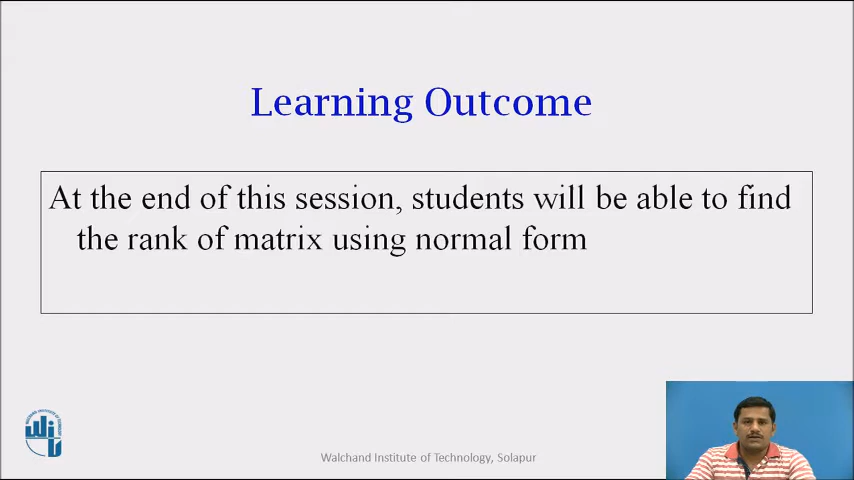 Learning Outcome
At the end of this session, students will be able to find
the rank of matrix using normal form
WIT
Walchand Institute of Technology, Solapur